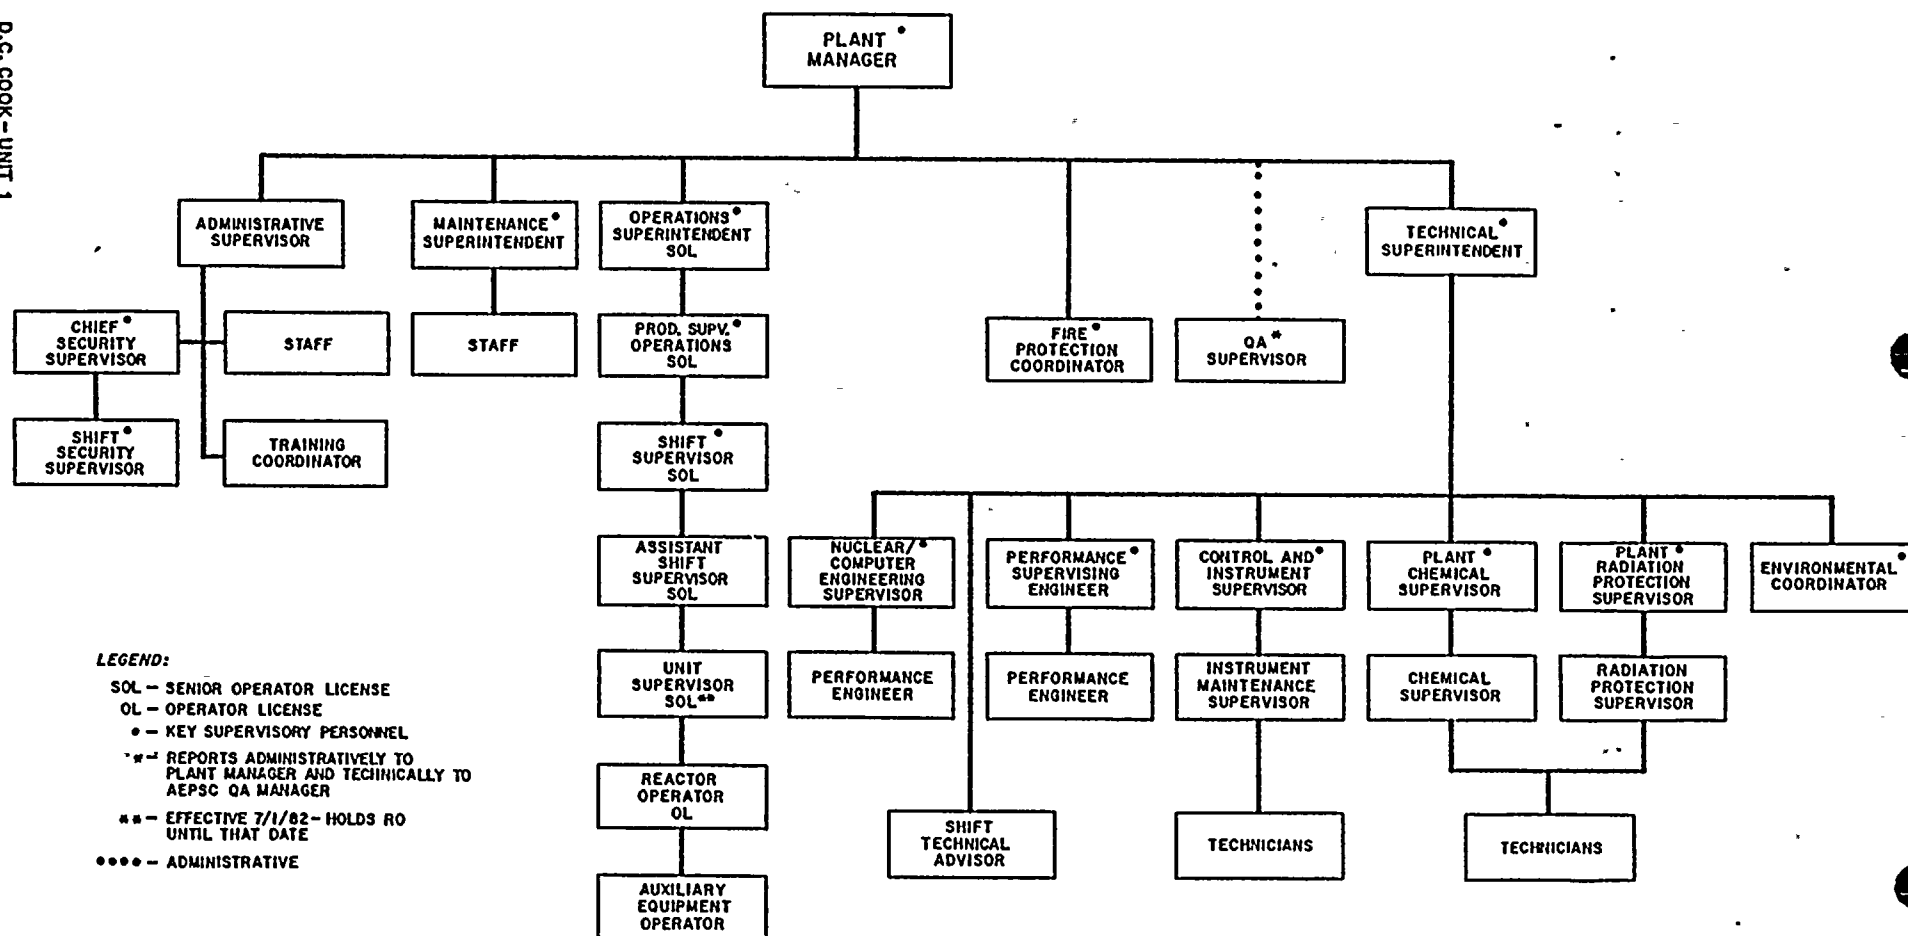 D.C. COOK - UNIT 1
PLANT •
MANAGER
ADMINISTRATIVE
SUPERVISOR
MAINTENANCE •
SUPERINTENDENT
OPERATIONS •
SUPERINTENDENT
SOL
TECHNICAL •
SUPERINTENDENT
CHIEF •
SECURITY
SUPERVISOR
STAFF
STAFF
PROD. SUPV. •
OPERATIONS
SOL
FIRE •
PROTECTION
COORDINATOR
QA *
SUPERVISOR
SHIFT •
SECURITY
SUPERVISOR
TRAINING
COORDINATOR
SHIFT •
SUPERVISOR
SOL
ASSISTANT
SHIFT
SUPERVISOR
SOL
NUCLEAR/ •
COMPUTER
ENGINEERING
SUPERVISOR
PERFORMANCE •
SUPERVISING
ENGINEER
CONTROL AND •
INSTRUMENT
SUPERVISOR
PLANT •
CHEMICAL
SUPERVISOR
PLANT •
RADIATION
PROTECTION
SUPERVISOR
ENVIRONMENTAL •
COORDINATOR
UNIT
SUPERVISOR
SOL**
PERFORMANCE
ENGINEER
PERFORMANCE
ENGINEER
INSTRUMENT
MAINTENANCE
SUPERVISOR
CHEMICAL
SUPERVISOR
RADIATION
PROTECTION
SUPERVISOR
REACTOR
OPERATOR
OL
SHIFT
TECHNICAL
ADVISOR
TECHNICIANS
TECHNICIANS
AUXILIARY
EQUIPMENT
OPERATOR
LEGEND:
SOL - SENIOR OPERATOR LICENSE
OL - OPERATOR LICENSE
• - KEY SUPERVISORY PERSONNEL
* - REPORTS ADMINISTRATIVELY TO
PLANT MANAGER AND TECHNICALLY TO
AEPSC QA MANAGER
** - EFFECTIVE 7/1/82 - HOLDS RO
UNTIL THAT DATE
•••• - ADMINISTRATIVE